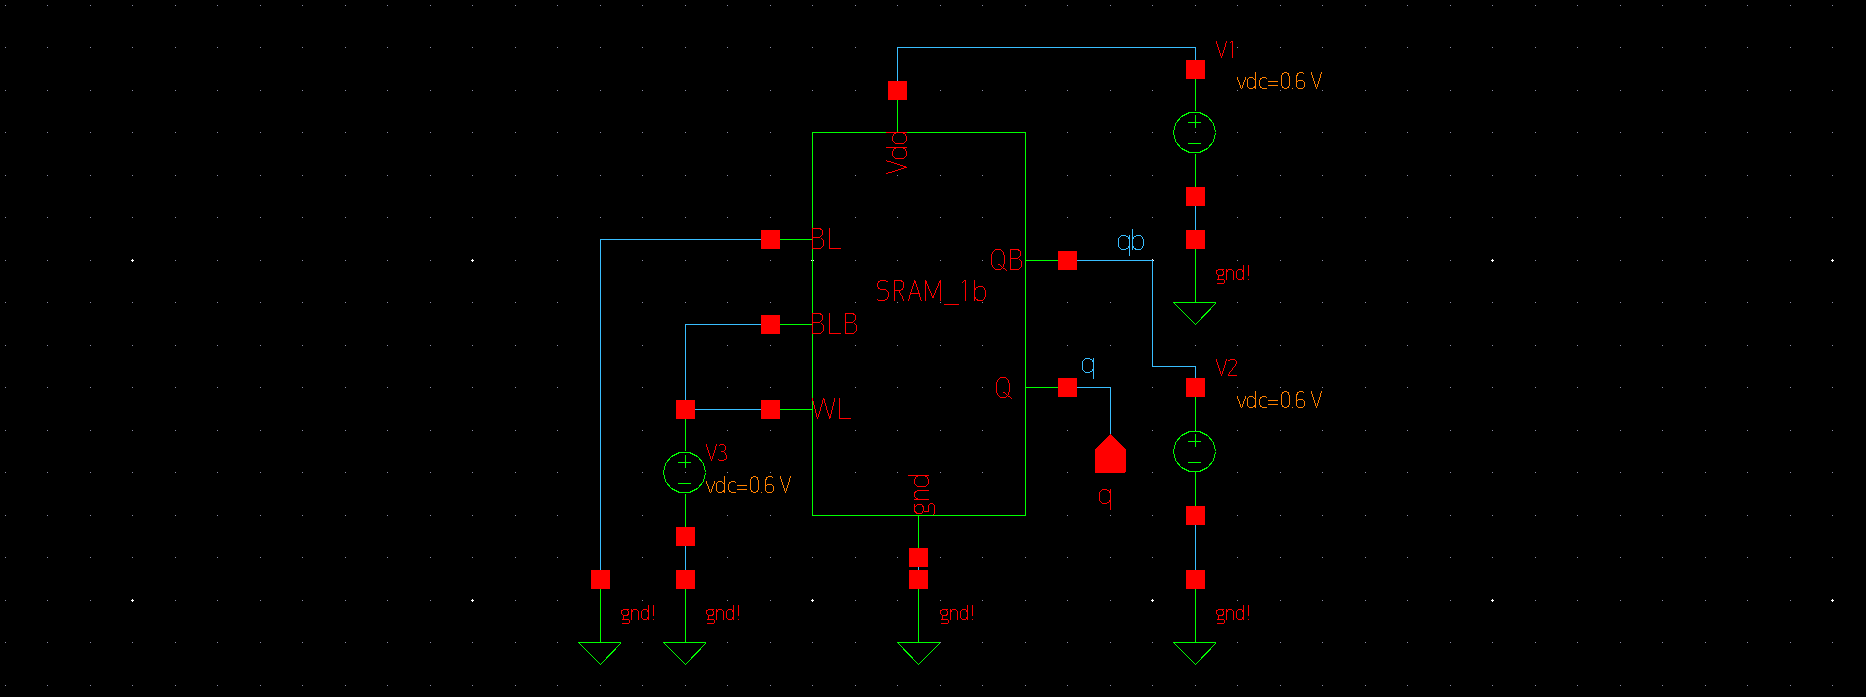 V1
vdc=0.6 V
Vdd
BL
qb
QB
gnd!
SRAM_1b
BLB
q
V2
Q
vdc=0.6 V
WL
V3
vdc=0.6 V
gnd
q
gnd!
gnd!
gnd!
gnd!